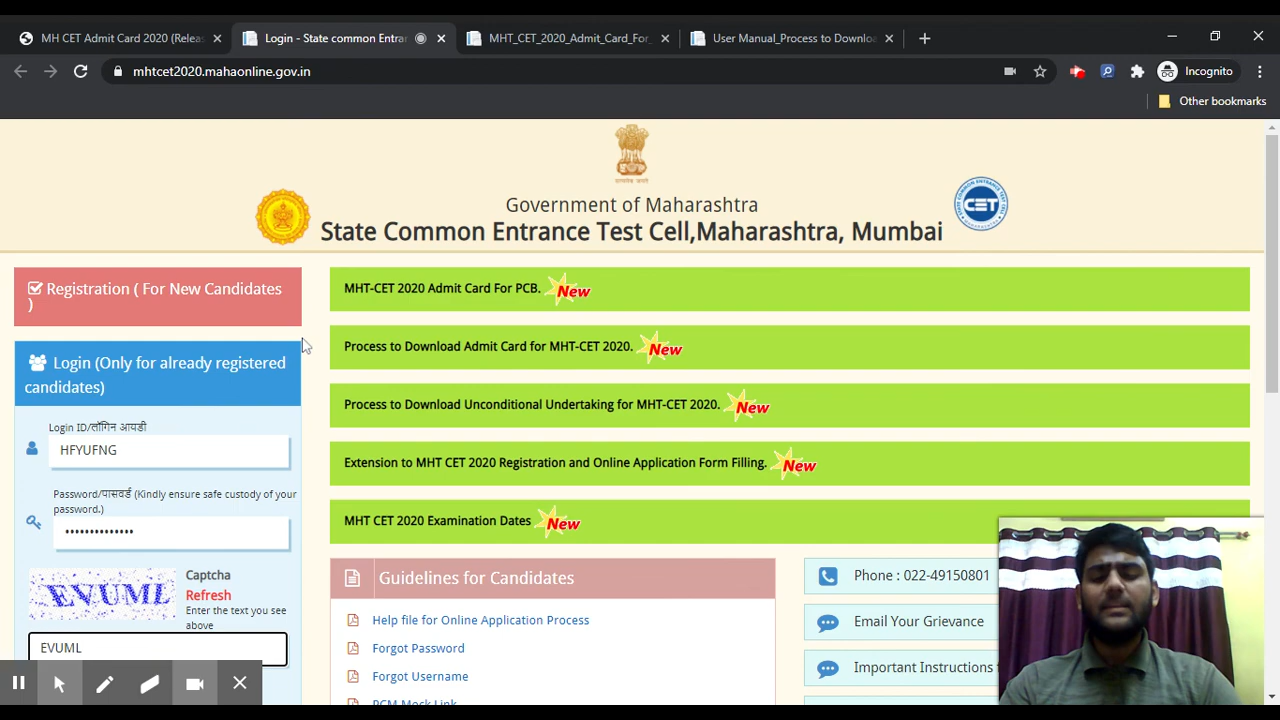 MH CET Admit Card 2020 (Relea
Login - State common Entra
MHT_CET_2020_Admit_Card_For_
User Manual_Process to Downlo
mhtcet2020.mahaonline.gov.in
Incognito
Other bookmarks
Government of Maharashtra
State Common Entrance Test Cell,Maharashtra, Mumbai
CET
Registration ( For New Candidates
)
Login (Only for already registered
candidates)
Login ID/लॉगिन आयडी
HFYUFNG
Password/पासवर्ड (Kindly ensure safe custody of your
password.)
EVUML
Captcha
Refresh
Enter the text you see
above
EVUML
MHT-CET 2020 Admit Card For PCB. New
Process to Download Admit Card for MHT-CET 2020. New
Process to Download Unconditional Undertaking for MHT-CET 2020. New
Extension to MHT CET 2020 Registration and Online Application Form Filling. New
MHT CET 2020 Examination Dates New
Guidelines for Candidates
Help file for Online Application Process
Forgot Password
Forgot Username
PCM Mock Link
Phone : 022-49150801
Email Your Grievance
Important Instructions